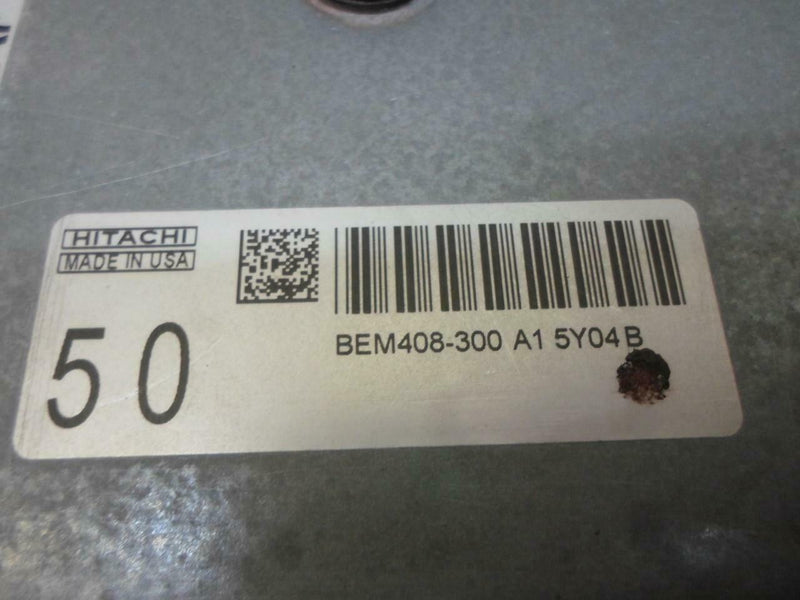 HITACHI
MADE IN USA
50
BEM408-300 A1 5Y04 B